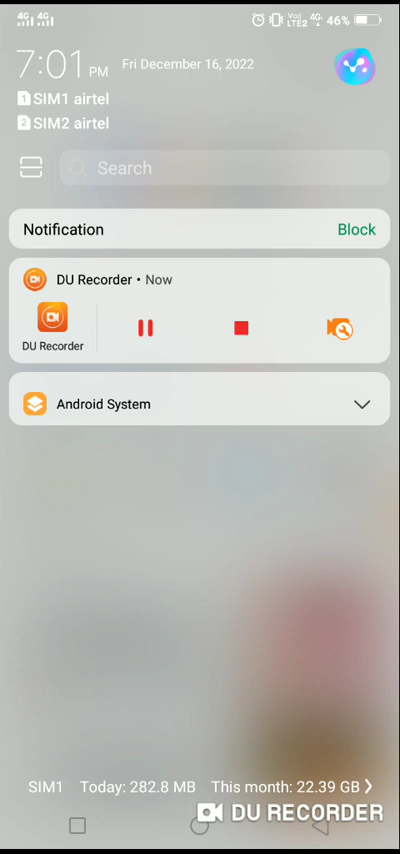 4G 4G VoLTE2 4G 46%
7:01 PM Fri December 16, 2022
1 SIM1 airtel
2 SIM2 airtel
Search
Notification Block
DU Recorder • Now
DU Recorder
Android System
SIM1 Today: 282.8 MB This month: 22.39 GB
DU RECORDER